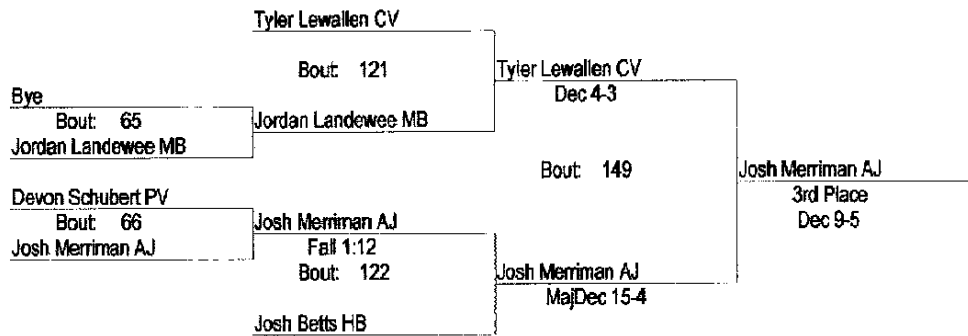 Tyler Lewallen CV
Bout: 121
Tyler Lewallen CV
Dec 4-3
Bye
Bout: 65
Jordan Landewee MB
Jordan Landewee MB
Bout: 149
Josh Merriman AJ
3rd Place
Dec 9-5
Devon Schubert PV
Bout: 66
Josh Merriman AJ
Josh Merriman AJ
Fall 1:12
Bout: 122
Josh Merriman AJ
MajDec 15-4
Josh Betts HB